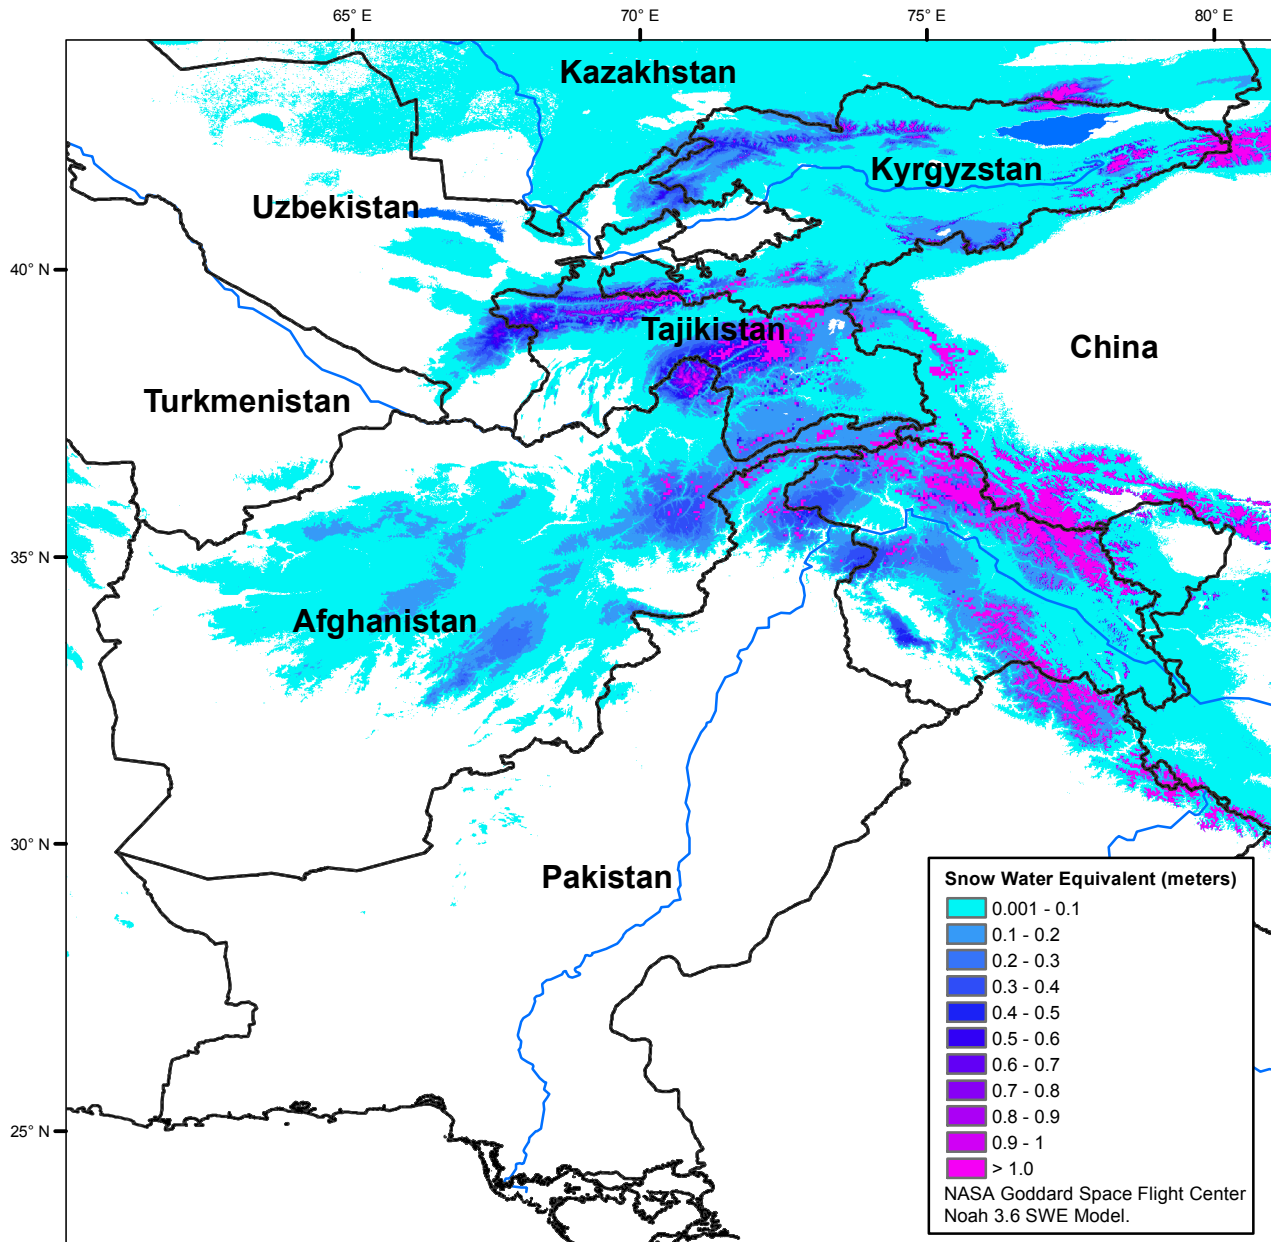 65° E
70° E
75° E
80° E
Kazakhstan
Kyrgyzstan
Uzbekistan
40° N
Tajikistan
China
Turkmenistan
35° N
Afghanistan
30° N
Pakistan
Snow Water Equivalent (meters)
0.001 - 0.1
0.1 - 0.2
0.2 - 0.3
0.3 - 0.4
0.4 - 0.5
0.5 - 0.6
0.6 - 0.7
0.7 - 0.8
0.8 - 0.9
0.9 - 1
> 1.0
NASA Goddard Space Flight Center
Noah 3.6 SWE Model.
25° N